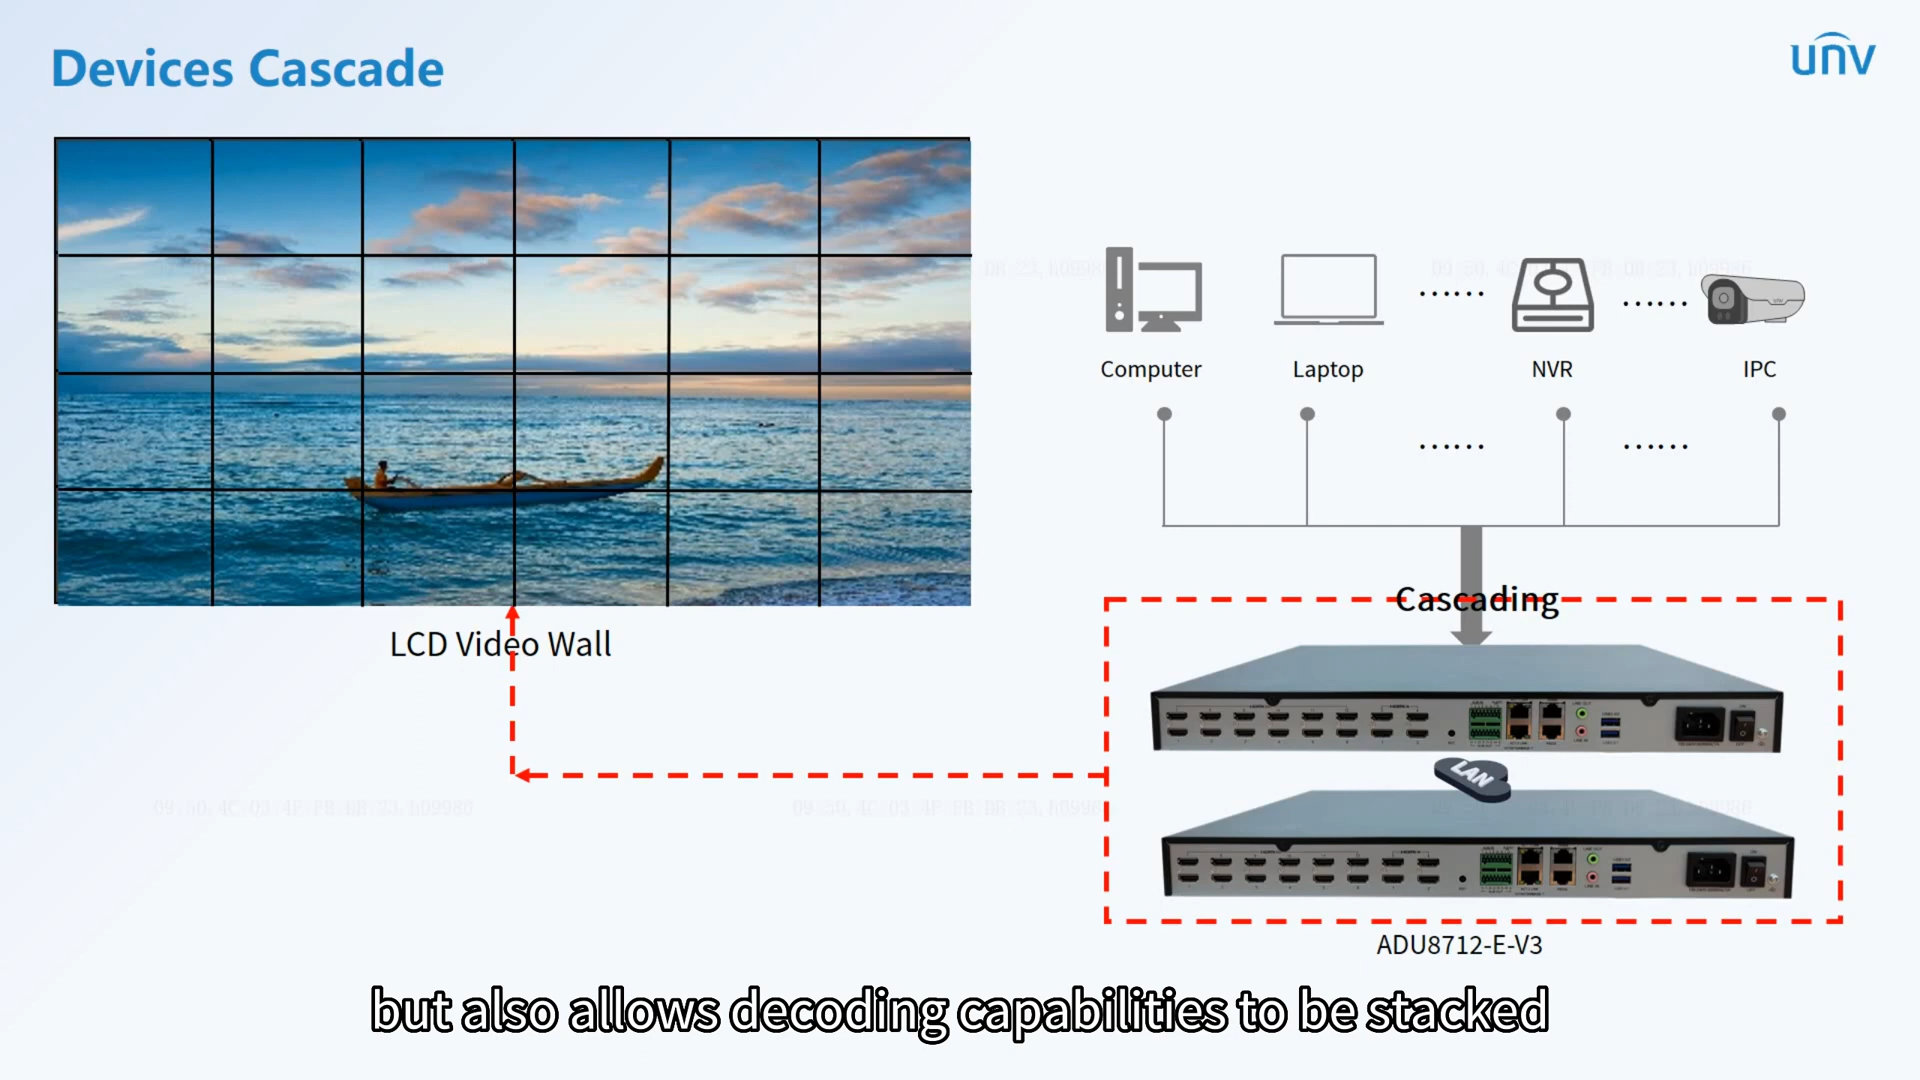 Devices Cascade
unv
Computer
Laptop
......
NVR
......
IPC
......
......
Cascading
LCD Video Wall
LAN
ADU8712-E-V3
but also allows decoding capabilities to be stacked